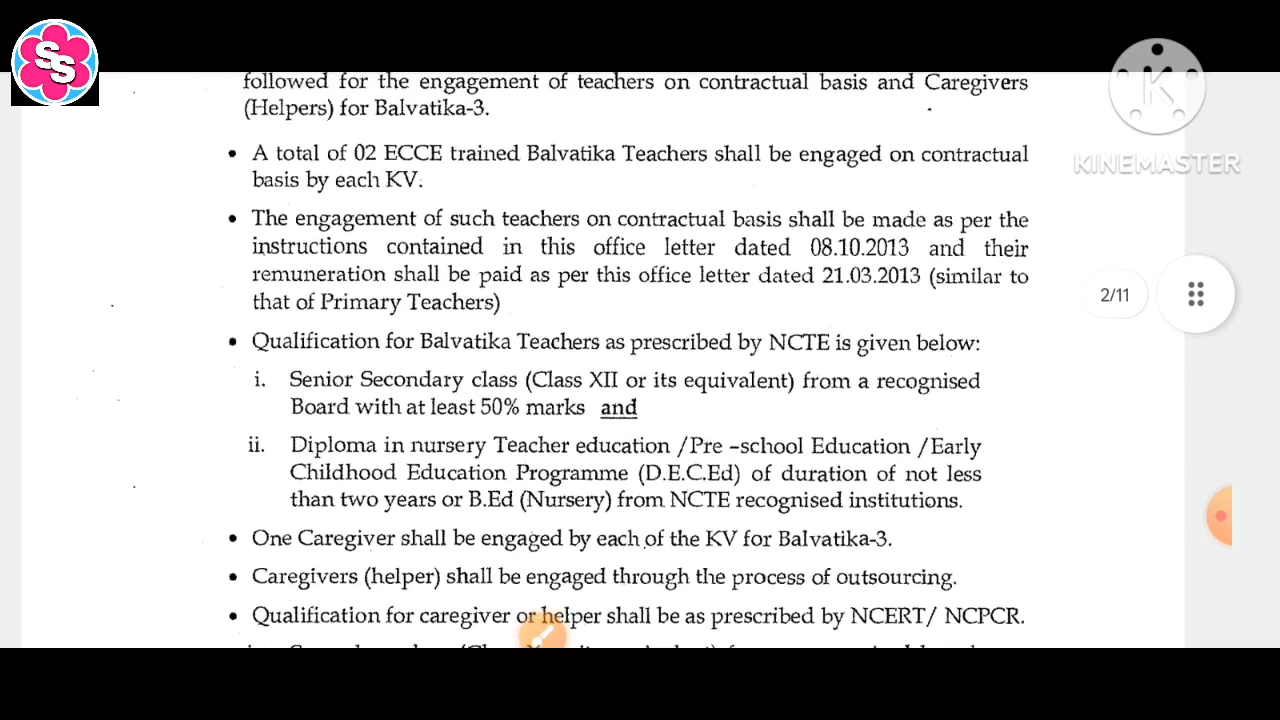 SS
KINEMASTER
followed for the engagement of teachers on contractual basis and Caregivers
(Helpers) for Balvatika-3.
• A total of 02 ECCE trained Balvatika Teachers shall be engaged on contractual
basis by each KV.
• The engagement of such teachers on contractual basis shall be made as per the
instructions contained in this office letter dated 08.10.2013 and their
remuneration shall be paid as per this office letter dated 21.03.2013 (similar to
that of Primary Teachers)
2/11
• Qualification for Balvatika Teachers as prescribed by NCTE is given below:
i. Senior Secondary class (Class XII or its equivalent) from a recognised
Board with at least 50% marks and
ii. Diploma in nursery Teacher education /Pre –school Education /Early
Childhood Education Programme (D.E.C.Ed) of duration of not less
than two years or B.Ed (Nursery) from NCTE recognised institutions.
• One Caregiver shall be engaged by each of the KV for Balvatika-3.
• Caregivers (helper) shall be engaged through the process of outsourcing.
• Qualification for caregiver or helper shall be as prescribed by NCERT/ NCPCR.